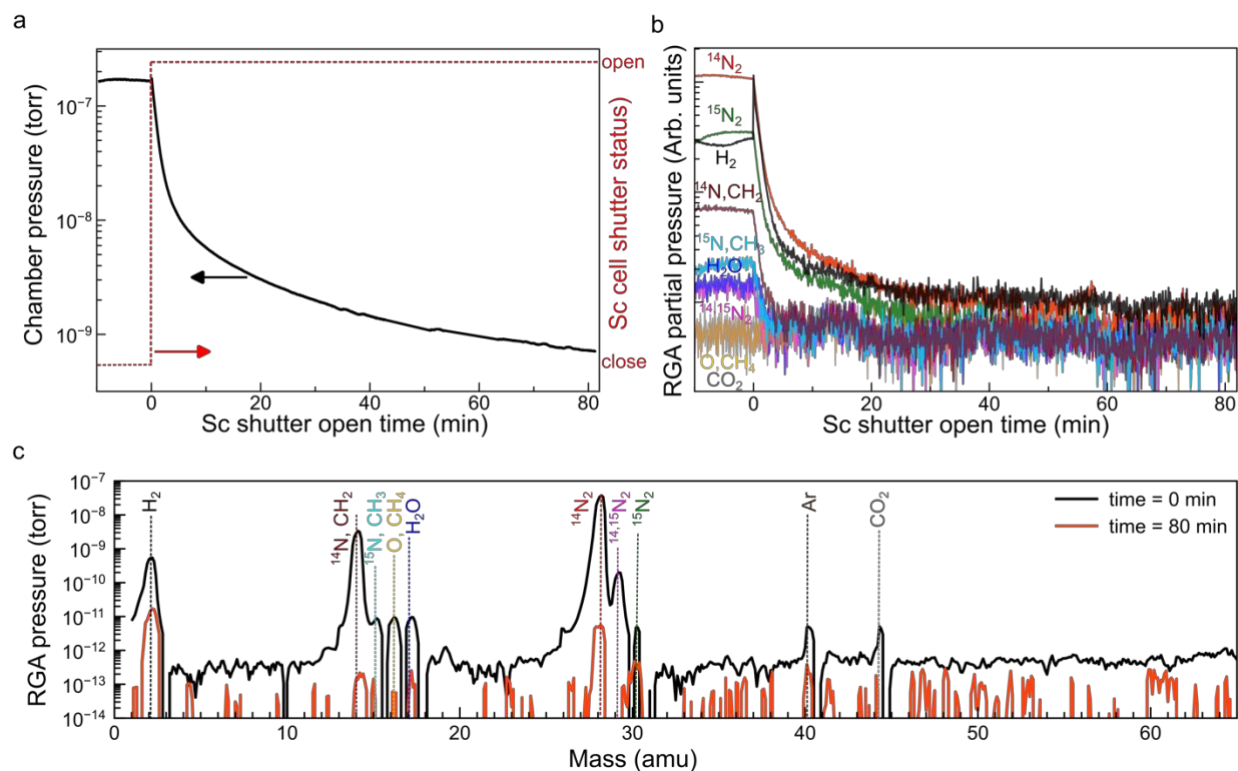 a
Chamber pressure (torr)
10⁻⁷
10⁻⁸
10⁻⁹
0 20 40 60 80
Sc shutter open time (min)
open
close
Sc cell shutter status)
b
RGA partial pressure (Arb. units)
¹⁴N₂
¹⁵N₂
H₂
¹⁴N,CH₂
¹⁵N,CH₃
H₂O
¹⁴,¹⁵N₂
O,CH₄
CO₂
0 20 40 60 80
Sc shutter open time (min)
c
RGA pressure (torr)
10⁻⁷
10⁻⁸
10⁻⁹
10⁻¹⁰
10⁻¹¹
10⁻¹²
10⁻¹³
10⁻¹⁴
H₂
¹⁴N, CH₂
¹⁵N, CH₃
O, CH₄
H₂O
¹⁴N₂
¹⁴,¹⁵N₂
¹⁵N₂
Ar
CO₂
time = 0 min
time = 80 min
0 10 20 30 40 50 60
Mass (amu)